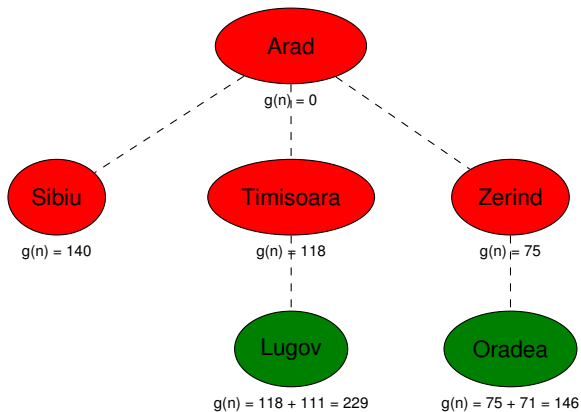 Arad
g(n) = 0
Sibiu
Timisoara
Zerind
g(n) = 140
g(n) = 118
g(n) = 75
Lugov
Oradea
g(n) = 118 + 111 = 229
g(n) = 75 + 71 = 146